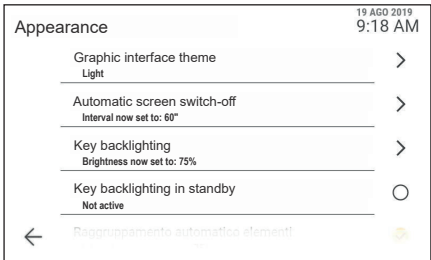 19 AGO 2019
Appearance
9:18 AM
Graphic interface theme
Light
Automatic screen switch-off
Interval now set to: 60"
Key backlighting
Brightness now set to: 75%
Key backlighting in standby
Not active
Raggruppamento automatico elementi